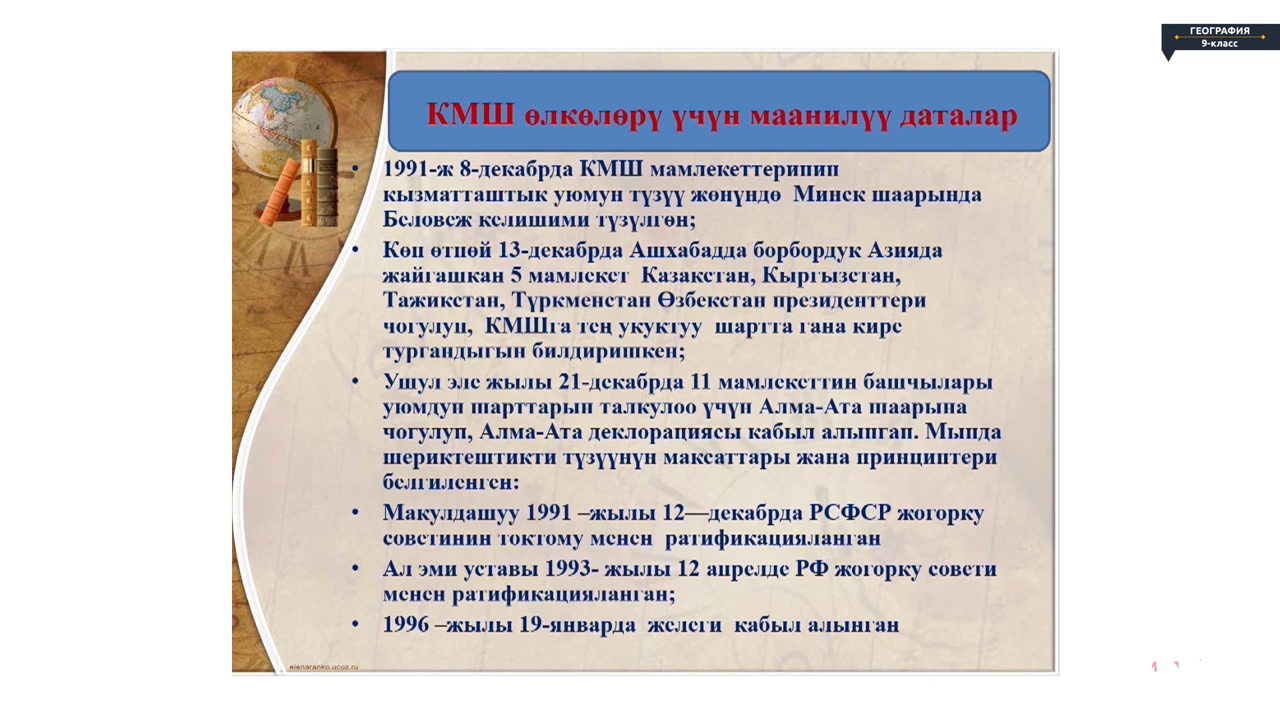 ГЕОГРАФИЯ
9-класс
КМШ өлкөлөрү үчүн маанилүү даталар
• 1991-ж 8-декабрда КМШ мамлекеттеринин
кызматташтык уюмун түзүү жөнүндө Минск шаарында
Беловеж келишими түзүлгөн;
• Көп өтпөй 13-декабрда Ашхабадда борбордук Азияда
жайгашкан 5 мамлекет Казакстан, Кыргызстан,
Тажикстан, Түркменстан Өзбекстан президенттери
чогулуп, КМШга тең укуктуу шартта гана кире
тургандыгын билдиришкен;
• Ушул эле жылы 21-декабрда 11 мамлекеттин башчылары
уюмдун шарттарын талкулоо үчүн Алма-Ата шаарына
чогулуп, Алма-Ата деклорациясы кабыл алынган. Мында
шериктештикти түзүүнүн максаттары жана принциптери
белгиленген:
• Макулдашуу 1991 –жылы 12—декабрда РСФСР жогорку
советинин токтому менен ратификацияланган
• Ал эми уставы 1993- жылы 12 апрелде РФ жогорку совети
менен ратификацияланган;
• 1996 –жылы 19-январда желеги кабыл алынган
elenaranko.ucoz.ru